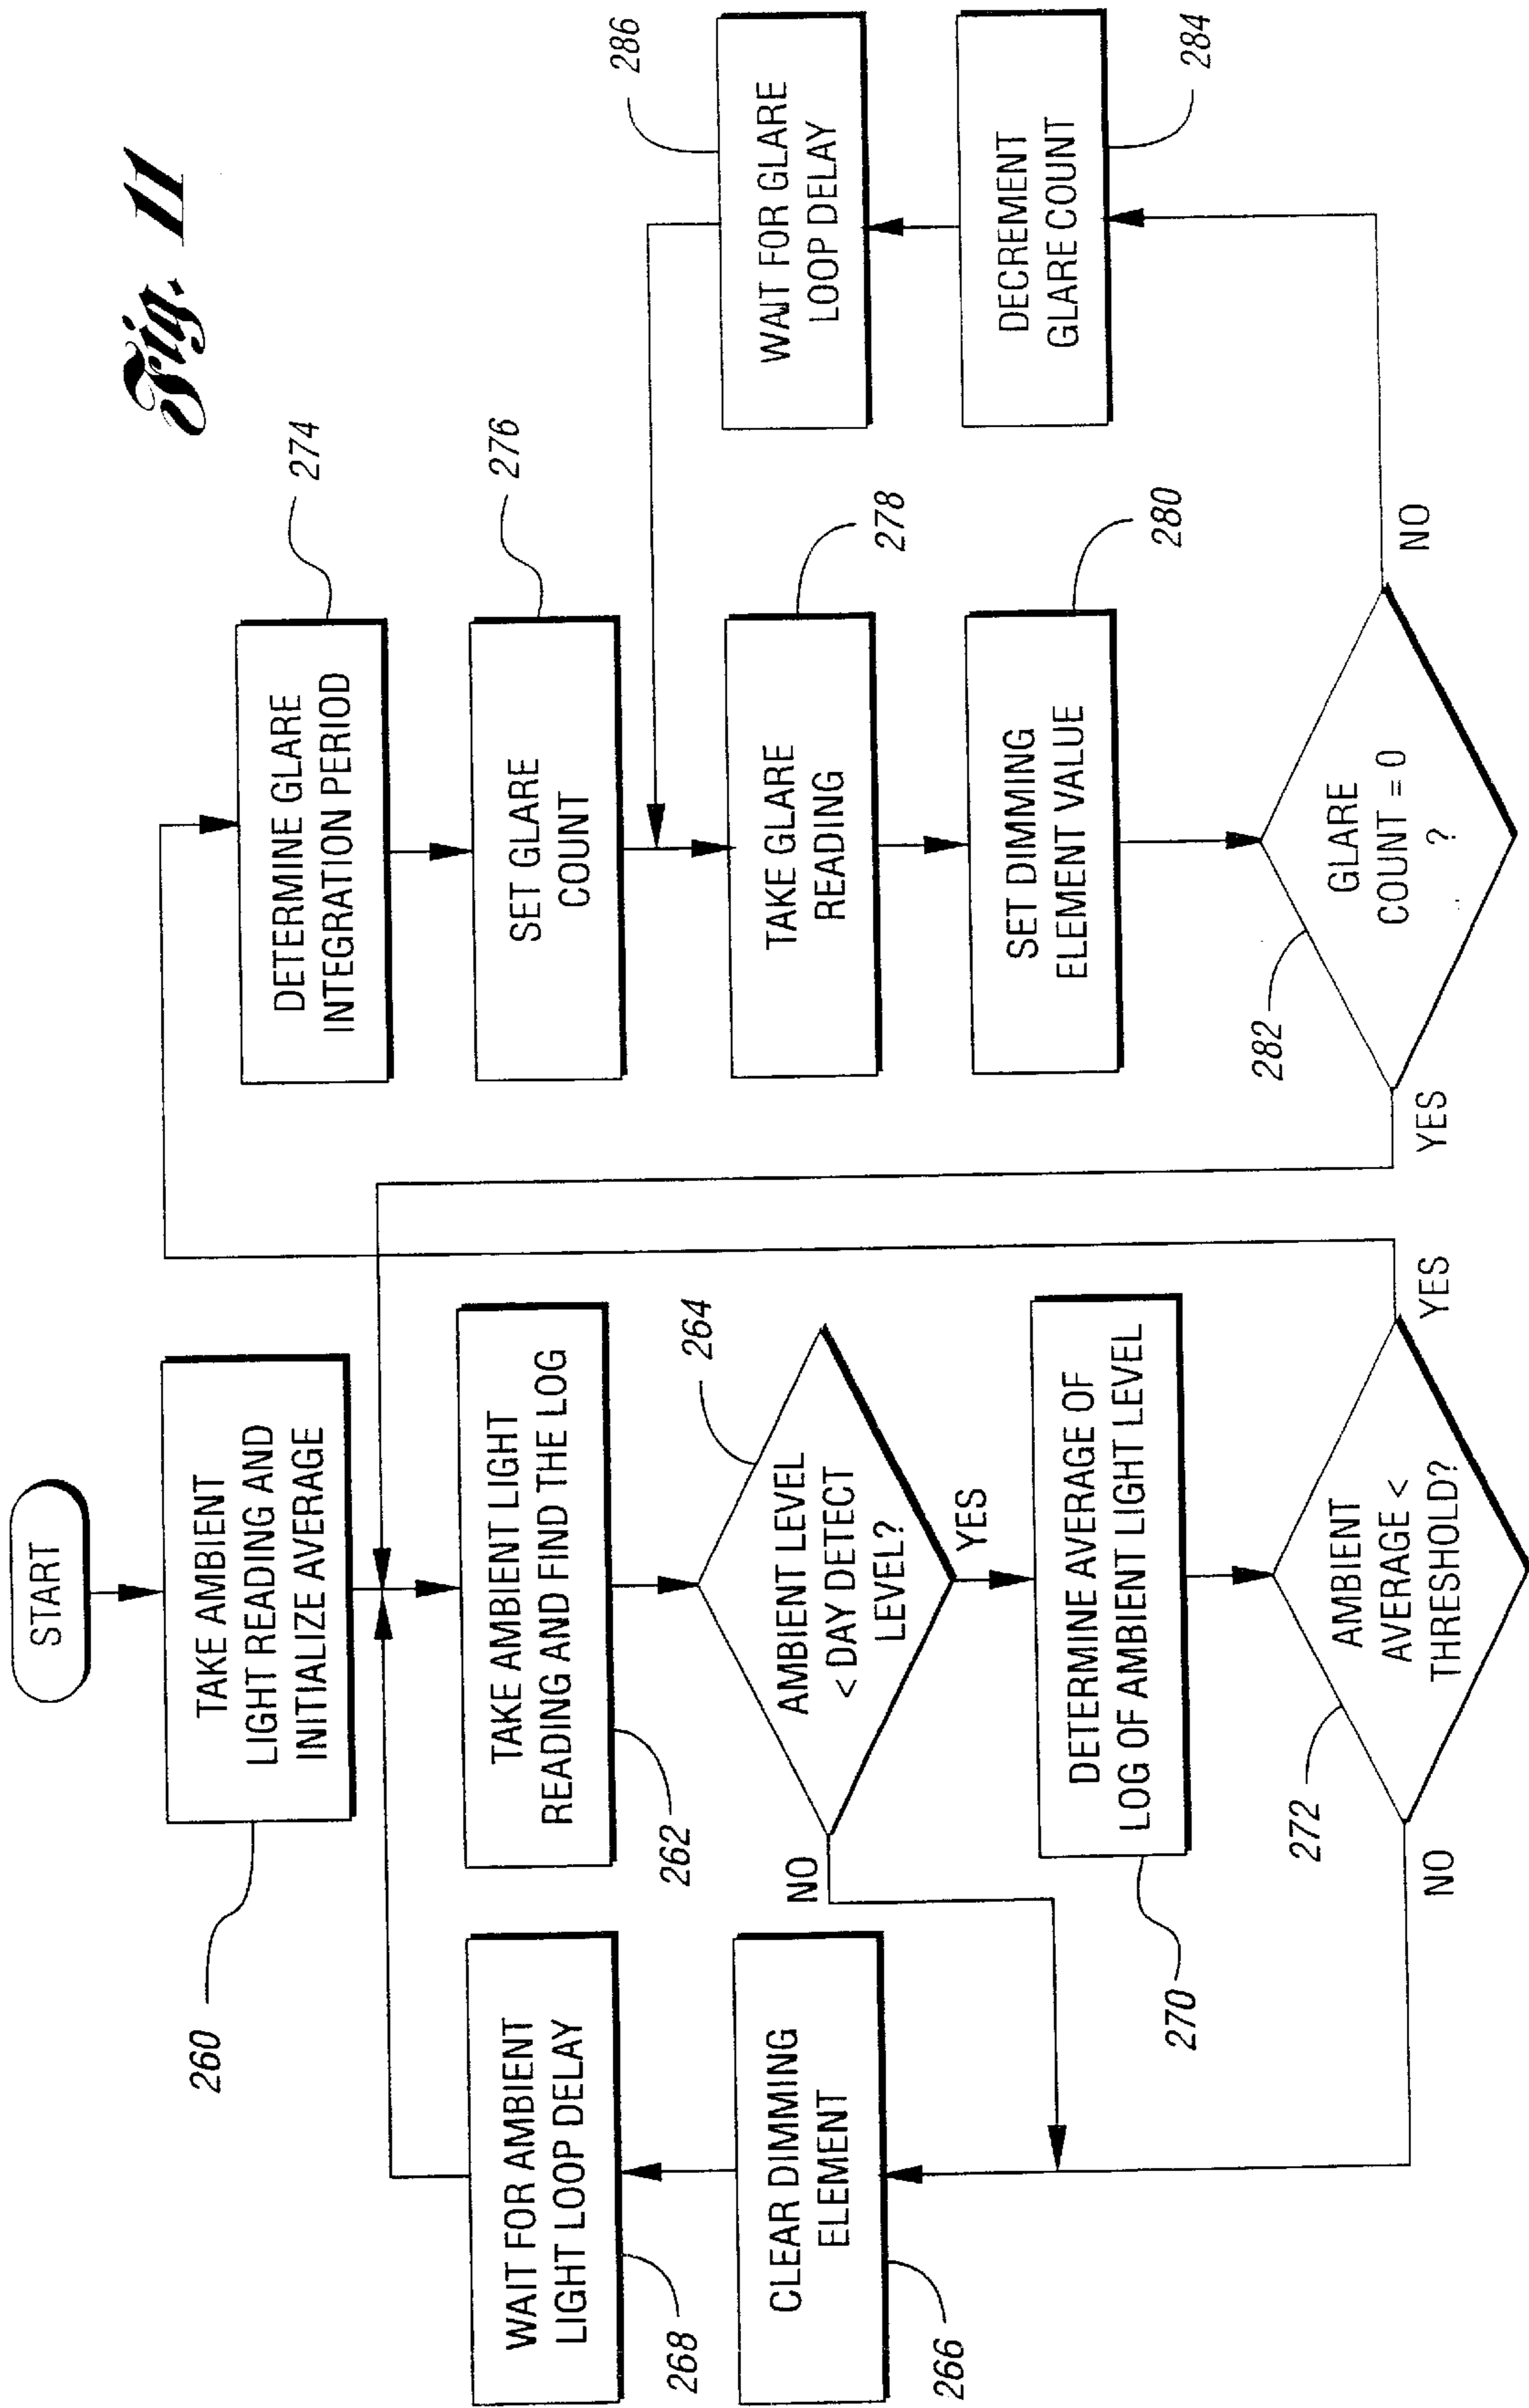 Fig. 11
START
TAKE AMBIENT
LIGHT READING AND
INITIALIZE AVERAGE
260
TAKE AMBIENT LIGHT
READING AND FIND THE LOG
262
AMBIENT LEVEL
< DAY DETECT
LEVEL?
264
NO
YES
WAIT FOR AMBIENT
LIGHT LOOP DELAY
268
CLEAR DIMMING
ELEMENT
266
DETERMINE AVERAGE OF
LOG OF AMBIENT LIGHT LEVEL
270
AMBIENT
AVERAGE <
THRESHOLD?
272
NO
YES
DETERMINE GLARE
INTEGRATION PERIOD
274
SET GLARE
COUNT
276
TAKE GLARE
READING
278
SET DIMMING
ELEMENT VALUE
280
GLARE
COUNT = 0
?
282
YES
NO
WAIT FOR GLARE
LOOP DELAY
286
DECREMENT
GLARE COUNT
284